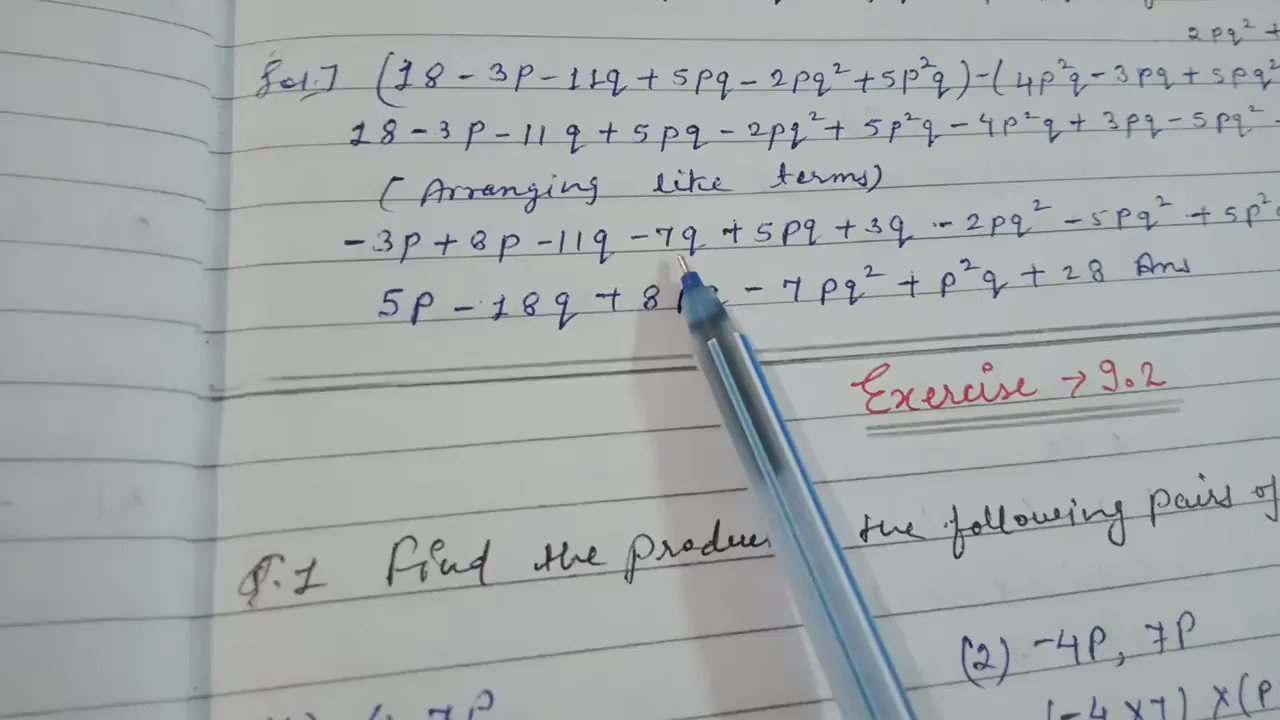 2pq² +
Sol.7 (18 - 3p - 11q + 5pq - 2pq² + 5p²q) - (4p²q - 3pq + 5pq²
18 - 3p - 11q + 5pq - 2pq² + 5p²q - 4p²q + 3pq - 5pq² -
(Arranging like terms)
-3p + 8p - 11q - 7q + 5pq + 3q - 2pq² - 5pq² + 5p²
5p - 18q + 8 - 7pq² + p²q + 28 Ans
Exercise → 9.2
Q.1 Find the the following pairs of
(2) -4P, 7P
(-4 × 7) × (P
7P